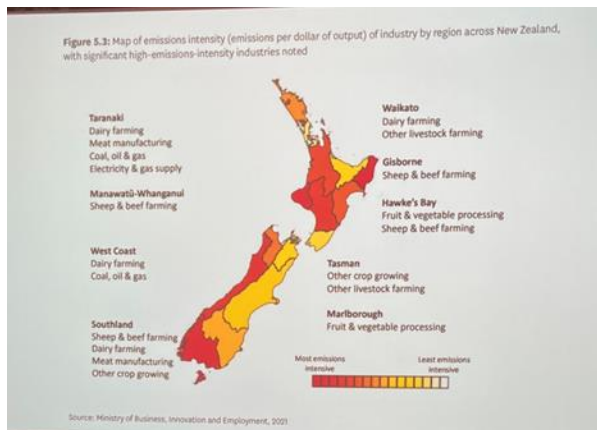 Figure 5.3: Map of emissions intensity (emissions per dollar of output) of industry by region across New Zealand,
with significant high-emissions-intensity industries noted
Taranaki
Dairy farming
Meat manufacturing
Coal, oil & gas
Electricity & gas supply
Manawatū-Whanganui
Sheep & beef farming
West Coast
Dairy farming
Coal, oil & gas
Southland
Sheep & beef farming
Dairy farming
Meat manufacturing
Other crop growing
Waikato
Dairy farming
Other livestock farming
Gisborne
Sheep & beef farming
Hawke's Bay
Fruit & vegetable processing
Sheep & beef farming
Tasman
Other crop growing
Other livestock farming
Marlborough
Fruit & vegetable processing
Most emissions
intensive
Least emissions
intensive
Source: Ministry of Business, Innovation and Employment, 2021